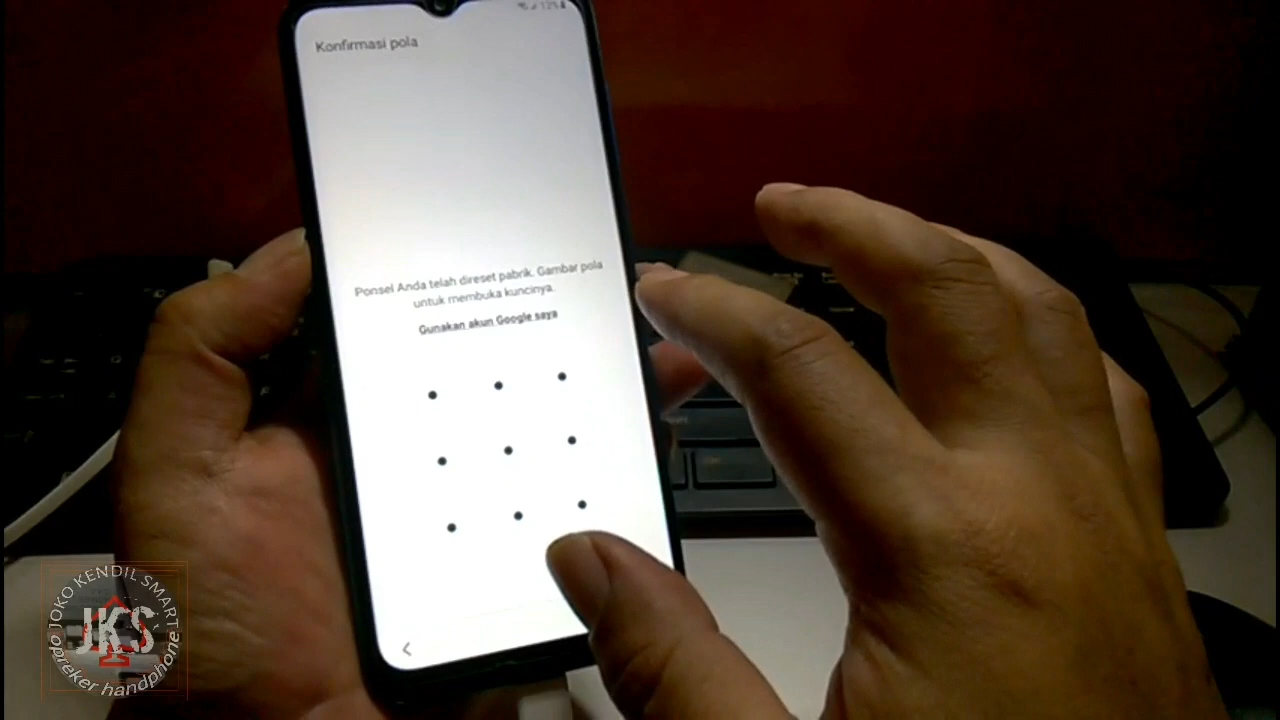 12%
Konfirmasi pola
Ponsel Anda telah direset pabrik. Gambar pola
untuk membuka kuncinya.
Gunakan akun Google saya
JOKO KENDIL SMART
JKS
opreker handphone